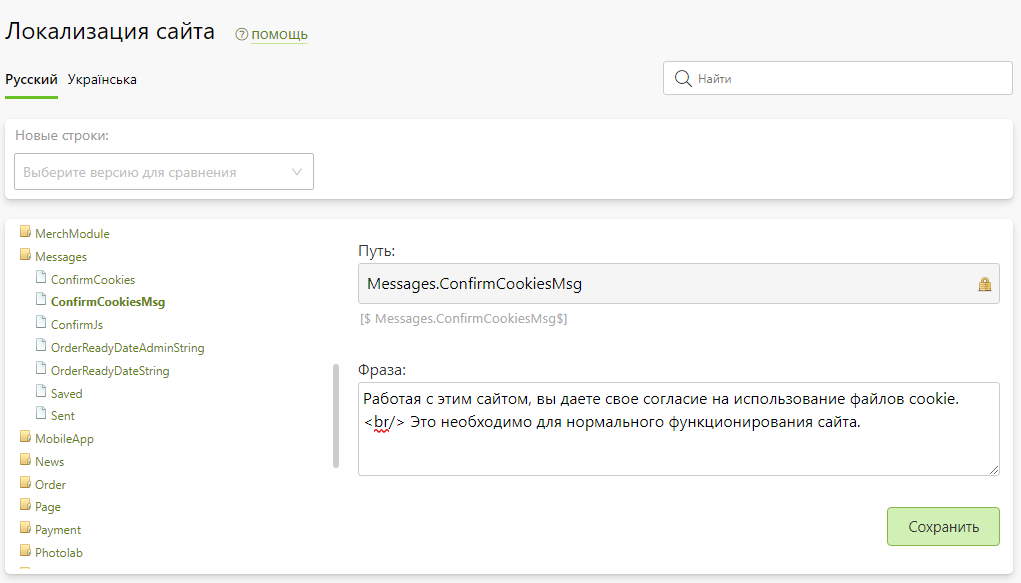 Локализация сайта
? помощь
Русский Українська
Найти
Новые строки:
Выберите версию для сравнения
MerchModule
Messages
ConfirmCookies
ConfirmCookiesMsg
ConfirmJs
OrderReadyDateAdminString
OrderReadyDateString
Saved
Sent
MobileApp
News
Order
Page
Payment
Photolab
Путь:
Messages.ConfirmCookiesMsg
[$ Messages.ConfirmCookiesMsg$]
Фраза:
Работая с этим сайтом, вы даете свое согласие на использование файлов cookie.
<br/> Это необходимо для нормального функционирования сайта.
Сохранить